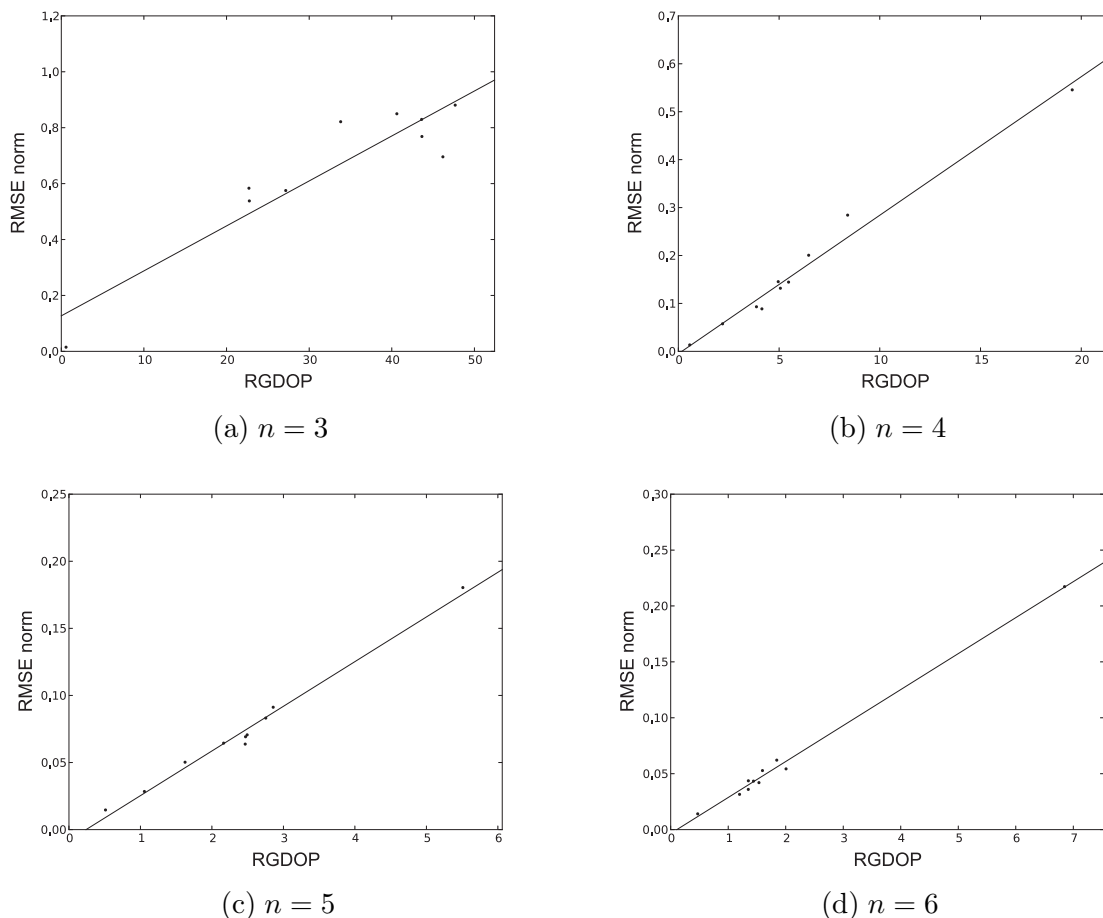 1,2
1,0
0,8
0,6
0,4
0,2
0,0
RMSE norm
0 10 20 30 40 50
RGDOP
(a) n = 3
0,7
0,6
0,5
0,4
0,3
0,2
0,1
0,0
RMSE norm
0 5 10 15 20
RGDOP
(b) n = 4
0,25
0,20
0,15
0,10
0,05
0,00
RMSE norm
0 1 2 3 4 5 6
RGDOP
(c) n = 5
0,30
0,25
0,20
0,15
0,10
0,05
0,00
RMSE norm
0 1 2 3 4 5 6 7
RGDOP
(d) n = 6